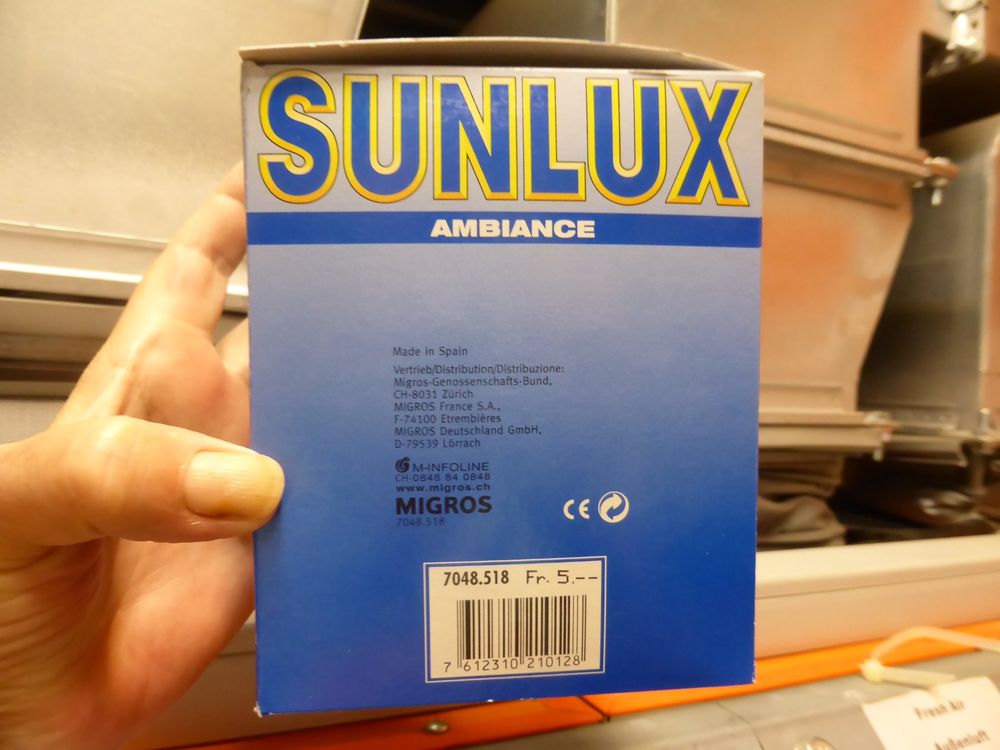 SUNLUX
AMBIANCE
Made in Spain
Vertrieb/Distribution/Distribuzione:
Migros-Genossenschafts-Bund,
CH-8031 Zürich
MIGROS France S.A.,
F-74100 Etrembières
MIGROS Deutschland GmbH,
D-79539 Lörrach
M-INFOLINE
CH-0848 84 0848
www.migros.ch
MIGROS
7048.518
CE
7048.518 Fr. 5.--
7 612310 210128
Fresh Air